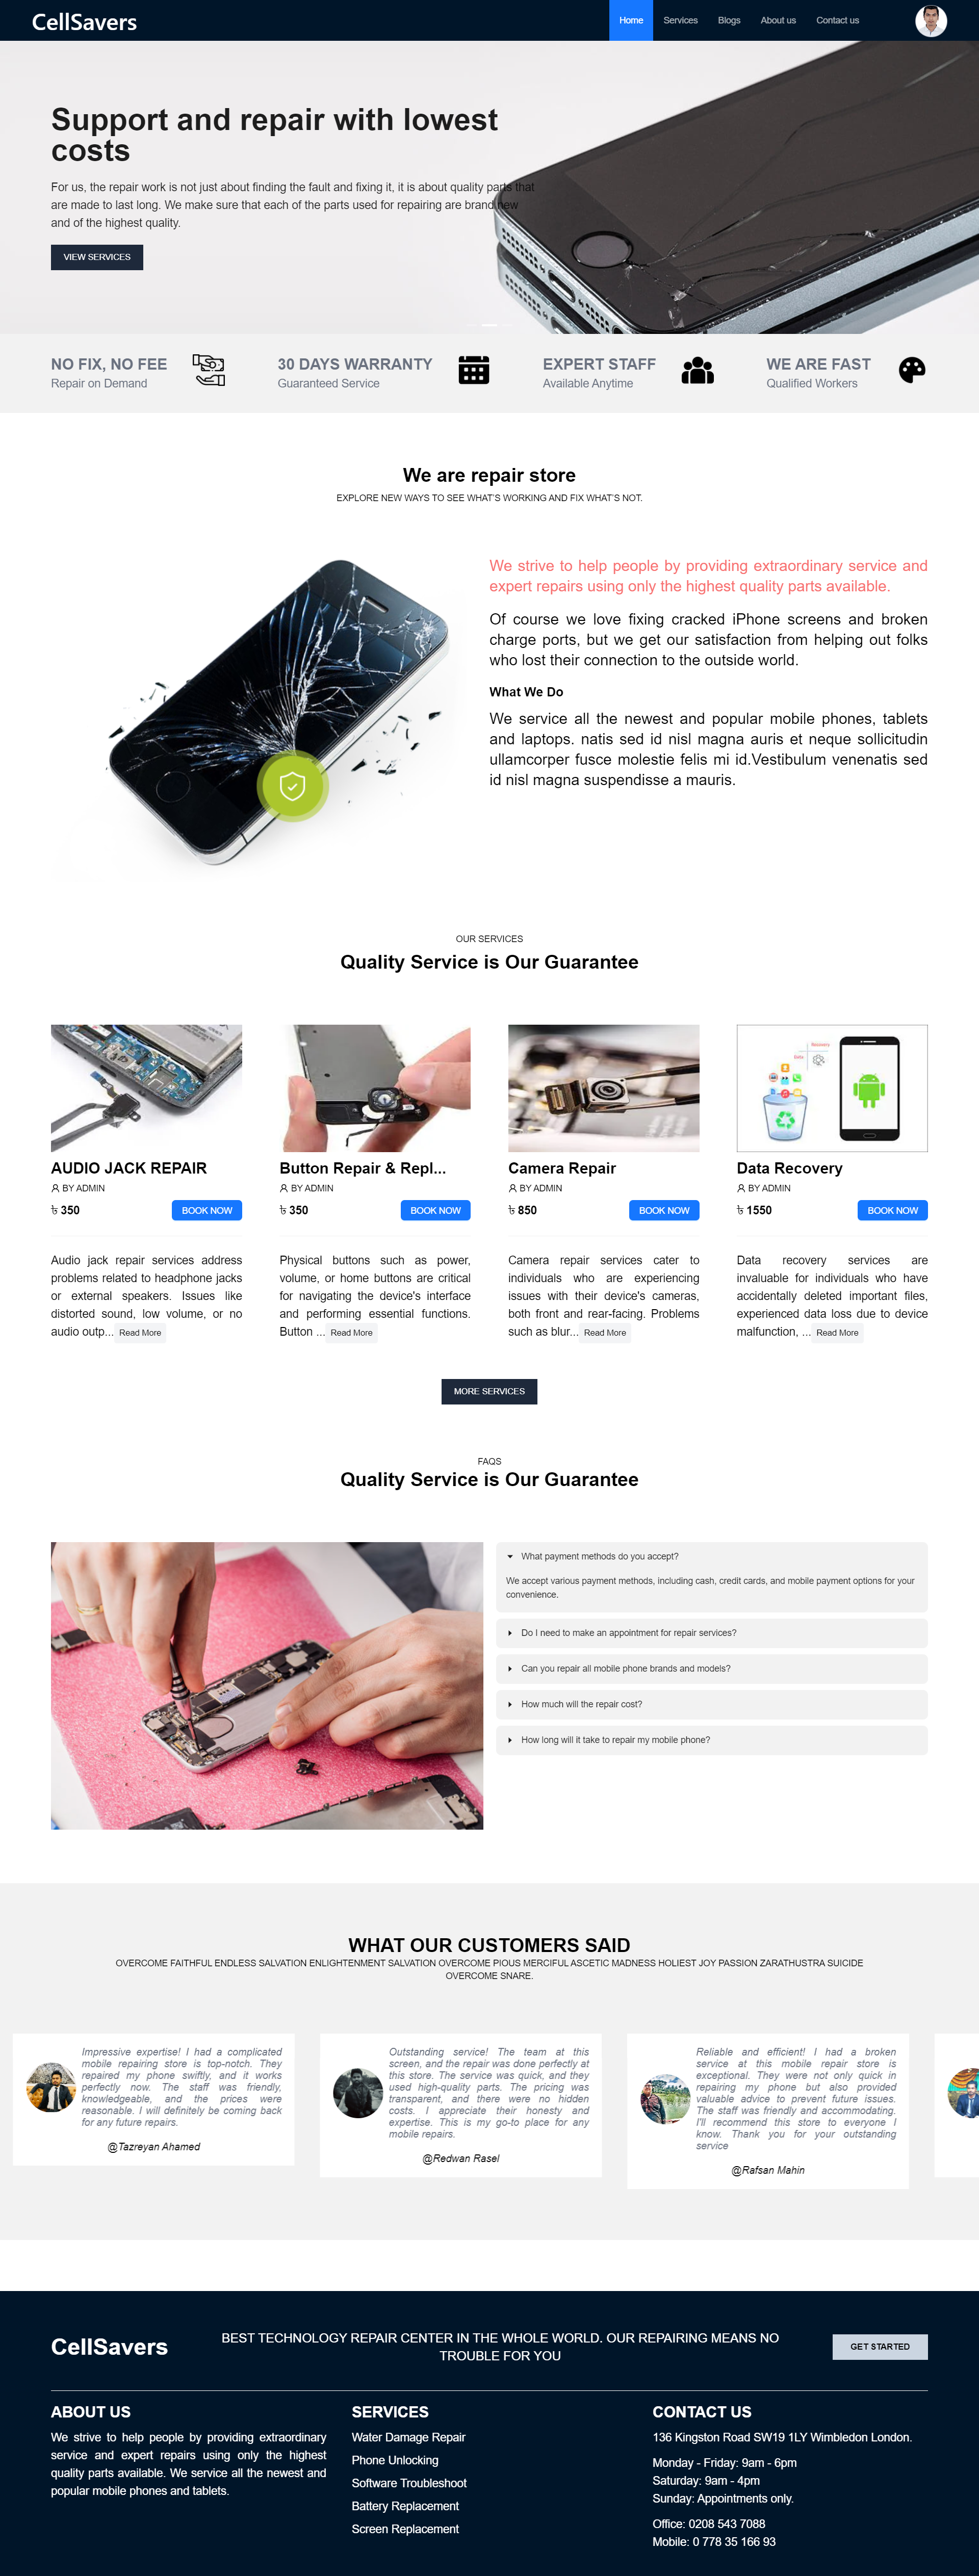 CellSavers
Home
Services
Blogs
About us
Contact us
Support and repair with lowest
costs
For us, the repair work is not just about finding the fault and fixing it, it is about quality parts that
are made to last long. We make sure that each of the parts used for repairing are brand new
and of the highest quality.
VIEW SERVICES
NO FIX, NO FEE
Repair on Demand
30 DAYS WARRANTY
Guaranteed Service
EXPERT STAFF
Available Anytime
WE ARE FAST
Qualified Workers
We are repair store
EXPLORE NEW WAYS TO SEE WHAT'S WORKING AND FIX WHAT'S NOT.
We strive to help people by providing extraordinary service and
expert repairs using only the highest quality parts available.
Of course we love fixing cracked iPhone screens and broken
charge ports, but we get our satisfaction from helping out folks
who lost their connection to the outside world.
What We Do
We service all the newest and popular mobile phones, tablets
and laptops. natis sed id nisl magna auris et neque sollicitudin
ullamcorper fusce molestie felis mi id.Vestibulum venenatis sed
id nisl magna suspendisse a mauris.
OUR SERVICES
Quality Service is Our Guarantee
AUDIO JACK REPAIR
BY ADMIN
৳ 350
BOOK NOW
Audio jack repair services address
problems related to headphone jacks
or external speakers. Issues like
distorted sound, low volume, or no
audio outp... Read More
Button Repair & Repl...
BY ADMIN
৳ 350
BOOK NOW
Physical buttons such as power,
volume, or home buttons are critical
for navigating the device's interface
and performing essential functions.
Button ... Read More
Camera Repair
BY ADMIN
৳ 850
BOOK NOW
Camera repair services cater to
individuals who are experiencing
issues with their device's cameras,
both front and rear-facing. Problems
such as blur... Read More
Recovery
Data
Data Recovery
BY ADMIN
৳ 1550
BOOK NOW
Data recovery services are
invaluable for individuals who have
accidentally deleted important files,
experienced data loss due to device
malfunction, ... Read More
MORE SERVICES
FAQS
Quality Service is Our Guarantee
What payment methods do you accept?
We accept various payment methods, including cash, credit cards, and mobile payment options for your
convenience.
Do I need to make an appointment for repair services?
Can you repair all mobile phone brands and models?
How much will the repair cost?
How long will it take to repair my mobile phone?
WHAT OUR CUSTOMERS SAID
OVERCOME FAITHFUL ENDLESS SALVATION ENLIGHTENMENT SALVATION OVERCOME PIOUS MERCIFUL ASCETIC MADNESS HOLIEST JOY PASSION ZARATHUSTRA SUICIDE
OVERCOME SNARE.
Impressive expertise! I had a complicated
mobile repairing store is top-notch. They
repaired my phone swiftly, and it works
perfectly now. The staff was friendly,
knowledgeable, and the prices were
reasonable. I will definitely be coming back
for any future repairs.
@Tazreyan Ahamed
Outstanding service! The team at this
screen, and the repair was done perfectly at
this store. The service was quick, and they
used high-quality parts. The pricing was
transparent, and there were no hidden
costs. I appreciate their honesty and
expertise. This is my go-to place for any
mobile repairs.
@Redwan Rasel
Reliable and efficient! I had a broken
service at this mobile repair store is
exceptional. They were not only quick in
repairing my phone but also provided
valuable advice to prevent future issues.
The staff was friendly and accommodating.
I'll recommend this store to everyone I
know. Thank you for your outstanding
service
@Rafsan Mahin
CellSavers
BEST TECHNOLOGY REPAIR CENTER IN THE WHOLE WORLD. OUR REPAIRING MEANS NO
TROUBLE FOR YOU
GET STARTED
ABOUT US
We strive to help people by providing extraordinary
service and expert repairs using only the highest
quality parts available. We service all the newest and
popular mobile phones and tablets.
SERVICES
Water Damage Repair
Phone Unlocking
Software Troubleshoot
Battery Replacement
Screen Replacement
CONTACT US
136 Kingston Road SW19 1LY Wimbledon London.
Monday - Friday: 9am - 6pm
Saturday: 9am - 4pm
Sunday: Appointments only.
Office: 0208 543 7088
Mobile: 0 778 35 166 93